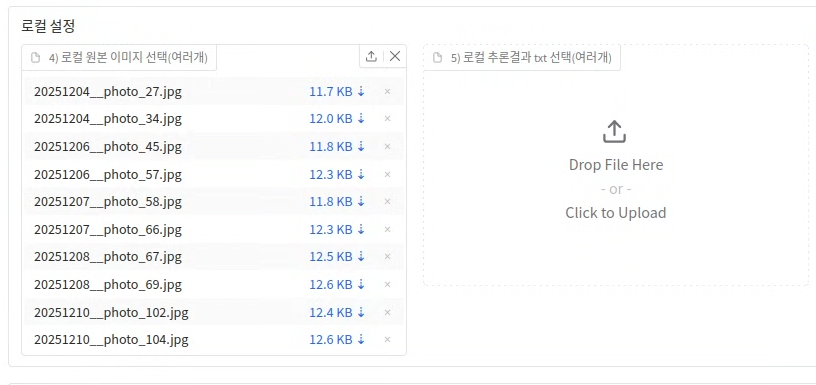 로컬 설정
4) 로컬 원본 이미지 선택(여러개)
20251204__photo_27.jpg 11.7 KB ⇣ ×
20251204__photo_34.jpg 12.0 KB ⇣ ×
20251206__photo_45.jpg 11.8 KB ⇣ ×
20251206__photo_57.jpg 12.3 KB ⇣ ×
20251207__photo_58.jpg 11.8 KB ⇣ ×
20251207__photo_66.jpg 12.3 KB ⇣ ×
20251208__photo_67.jpg 12.5 KB ⇣ ×
20251208__photo_69.jpg 12.6 KB ⇣ ×
20251210__photo_102.jpg 12.4 KB ⇣ ×
20251210__photo_104.jpg 12.6 KB ⇣ ×
5) 로컬 추론결과 txt 선택(여러개)
Drop File Here
- or -
Click to Upload